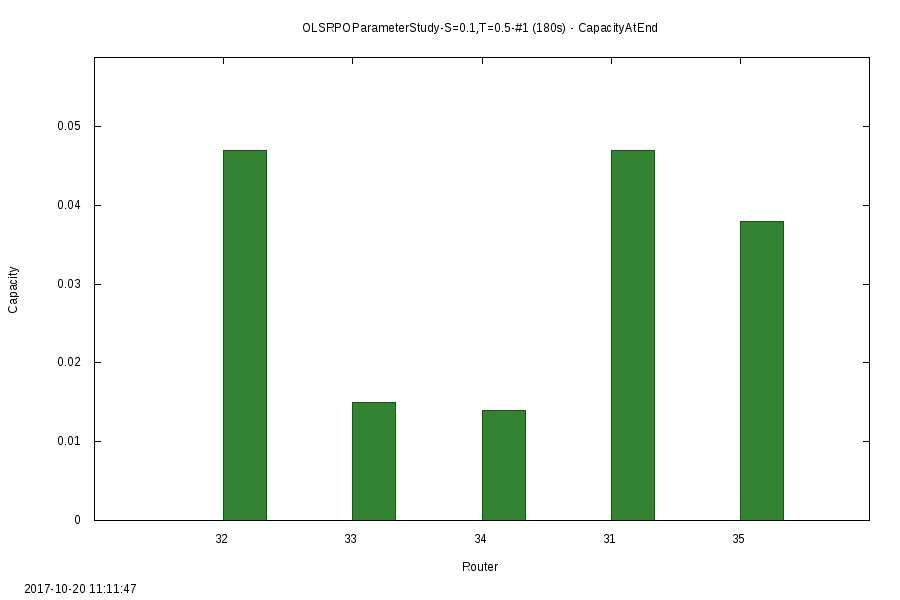 OLSRPOParameterStudy-S=0.1,T=0.5-#1 (180s) - CapacityAtEnd
0.05
0.04
0.03
0.02
0.01
0
Capacity
32 33 34 31 35
Router
2017-10-20 11:11:47